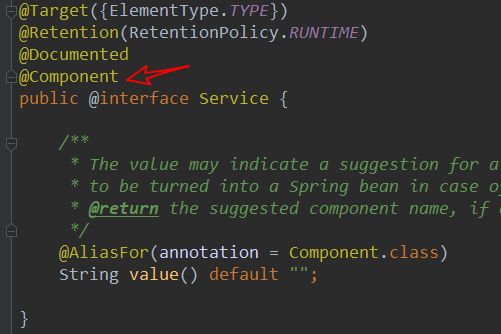 @Target({ElementType.TYPE})
@Retention(RetentionPolicy.RUNTIME)
@Documented
@Component
public @interface Service {
/**
* The value may indicate a suggestion for a
* to be turned into a Spring bean in case o
* @return the suggested component name, if
*/
@AliasFor(annotation = Component.class)
String value() default "";
}